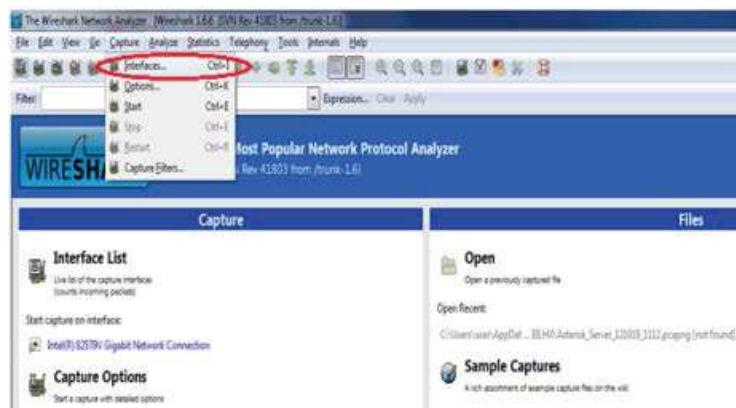 The Wireshark Network Analyzer [Wireshark 1.6.6 (SVN Rev 41803 from /trunk-1.6)]
File Edit View Go Capture Analyze Statistics Telephony Tools Internals Help
Interfaces... Ctrl+I
Options... Ctrl+K
Start Ctrl+E
Stop Ctrl+E
Restart Ctrl+R
Capture Filters...
Filter: Expression... Clear Apply
WIRESHA
Most Popular Network Protocol Analyzer
Rev 41803 from /trunk-1.6)
Capture
Interface List
Live list of the capture interfaces
(counts incoming packets)
Start capture on interface:
Intel(R) 82579V Gigabit Network Connection
Capture Options
Start a capture with detailed options
Files
Open
Open a previously captured file
Open Recent:
[not found]
Sample Captures
A rich assortment of example capture files on the wiki